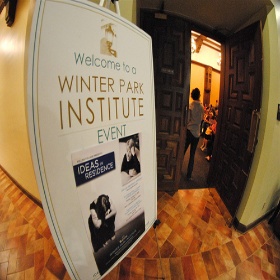 Welcome to a
WINTER PARK
INSTITUTE
EVENT
IDEAS IN
RESIDENCE